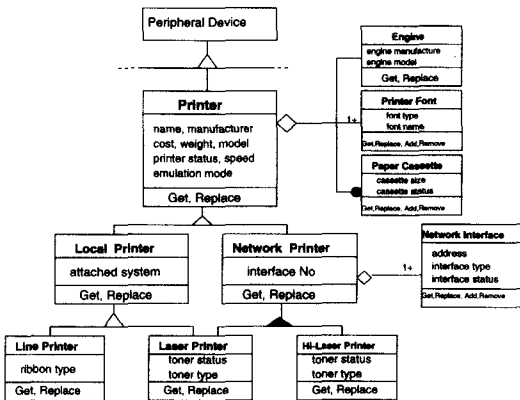 Peripheral Device
Engine
engine manufacture
engine model
Get, Replace
Printer
name, manufacturer
cost, weight, model
printer status, speed
emulation mode
Get, Replace
1+
Printer Font
font type
font name
Get,Replace, Add,Remove
Paper Cassette
cassette size
cassette status
Get,Replace, Add,Remove
Local Printer
attached system
Get, Replace
Network Printer
interface No
Get, Replace
1+
Network Interface
address
interface type
interface status
Get,Replace, Add,Remove
Line Printer
ribbon type
Get, Replace
Laser Printer
toner status
toner type
Get, Replace
Hi-Laser Printer
toner status
toner type
Get, Replace